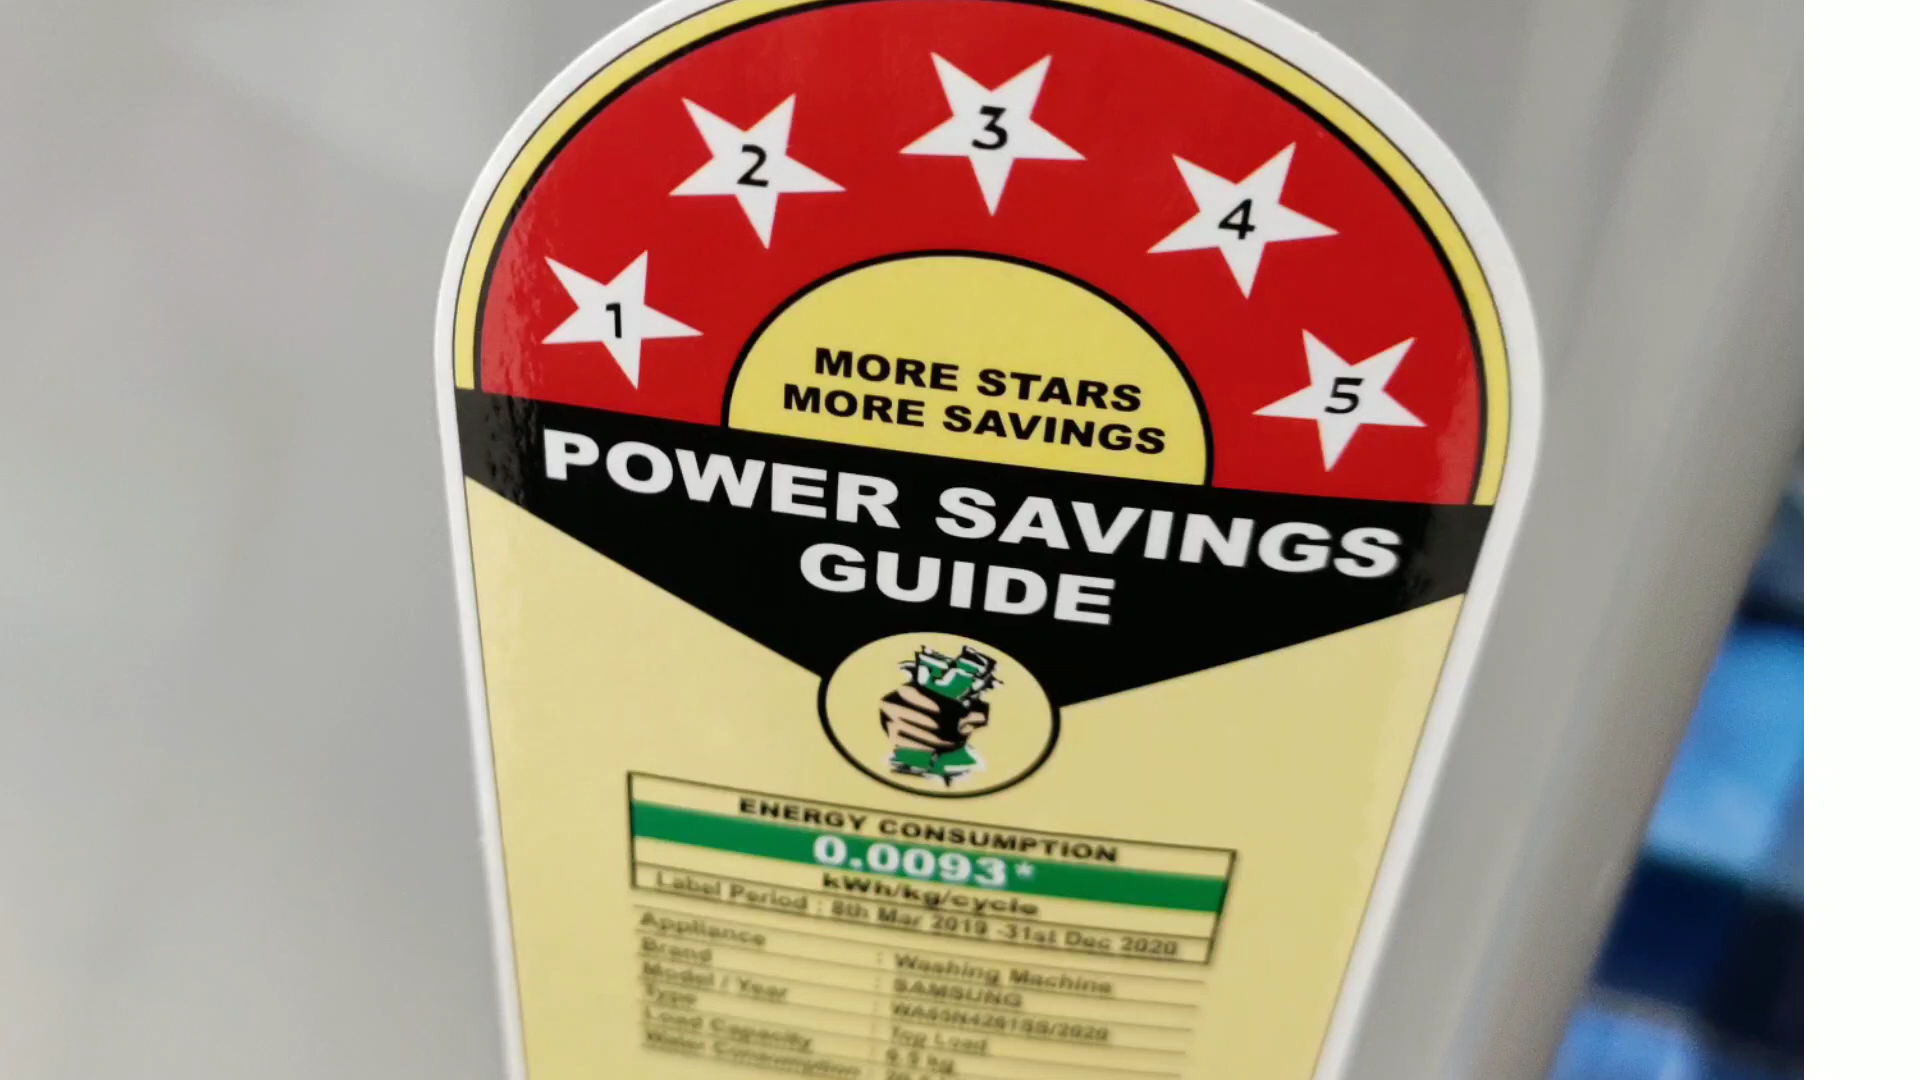 1 2 3 4 5
MORE STARS
MORE SAVINGS
POWER SAVINGS
GUIDE
ENERGY CONSUMPTION
0.0093*
kWh/kg/cycle
Label Period : 8th Mar 2019 -31st Dec 2020
Appliance : Washing Machine
Brand : SAMSUNG
Model / Year
Type : Top Load
Load Capacity : 6.5 kg
Water Consumption